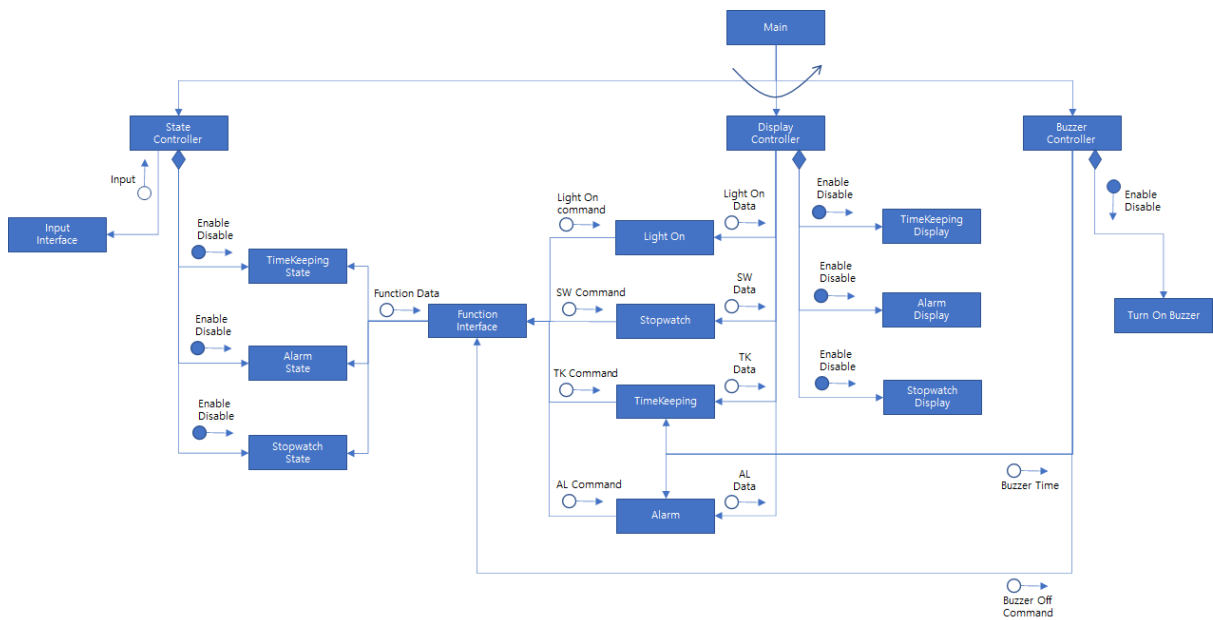 Main
State
Controller
Display
Controller
Buzzer
Controller
Input
Input
Interface
Enable
Disable
TimeKeeping
State
Enable
Disable
Alarm
State
Enable
Disable
Stopwatch
State
Function Data
Function
Interface
Light On
command
Light On
Data
Light On
SW Command
SW
Data
Stopwatch
TK Command
TK
Data
TimeKeeping
AL Command
AL
Data
Alarm
Enable
Disable
TimeKeeping
Display
Enable
Disable
Alarm
Display
Enable
Disable
Stopwatch
Display
Enable
Disable
Turn On Buzzer
Buzzer Time
Buzzer Off
Command